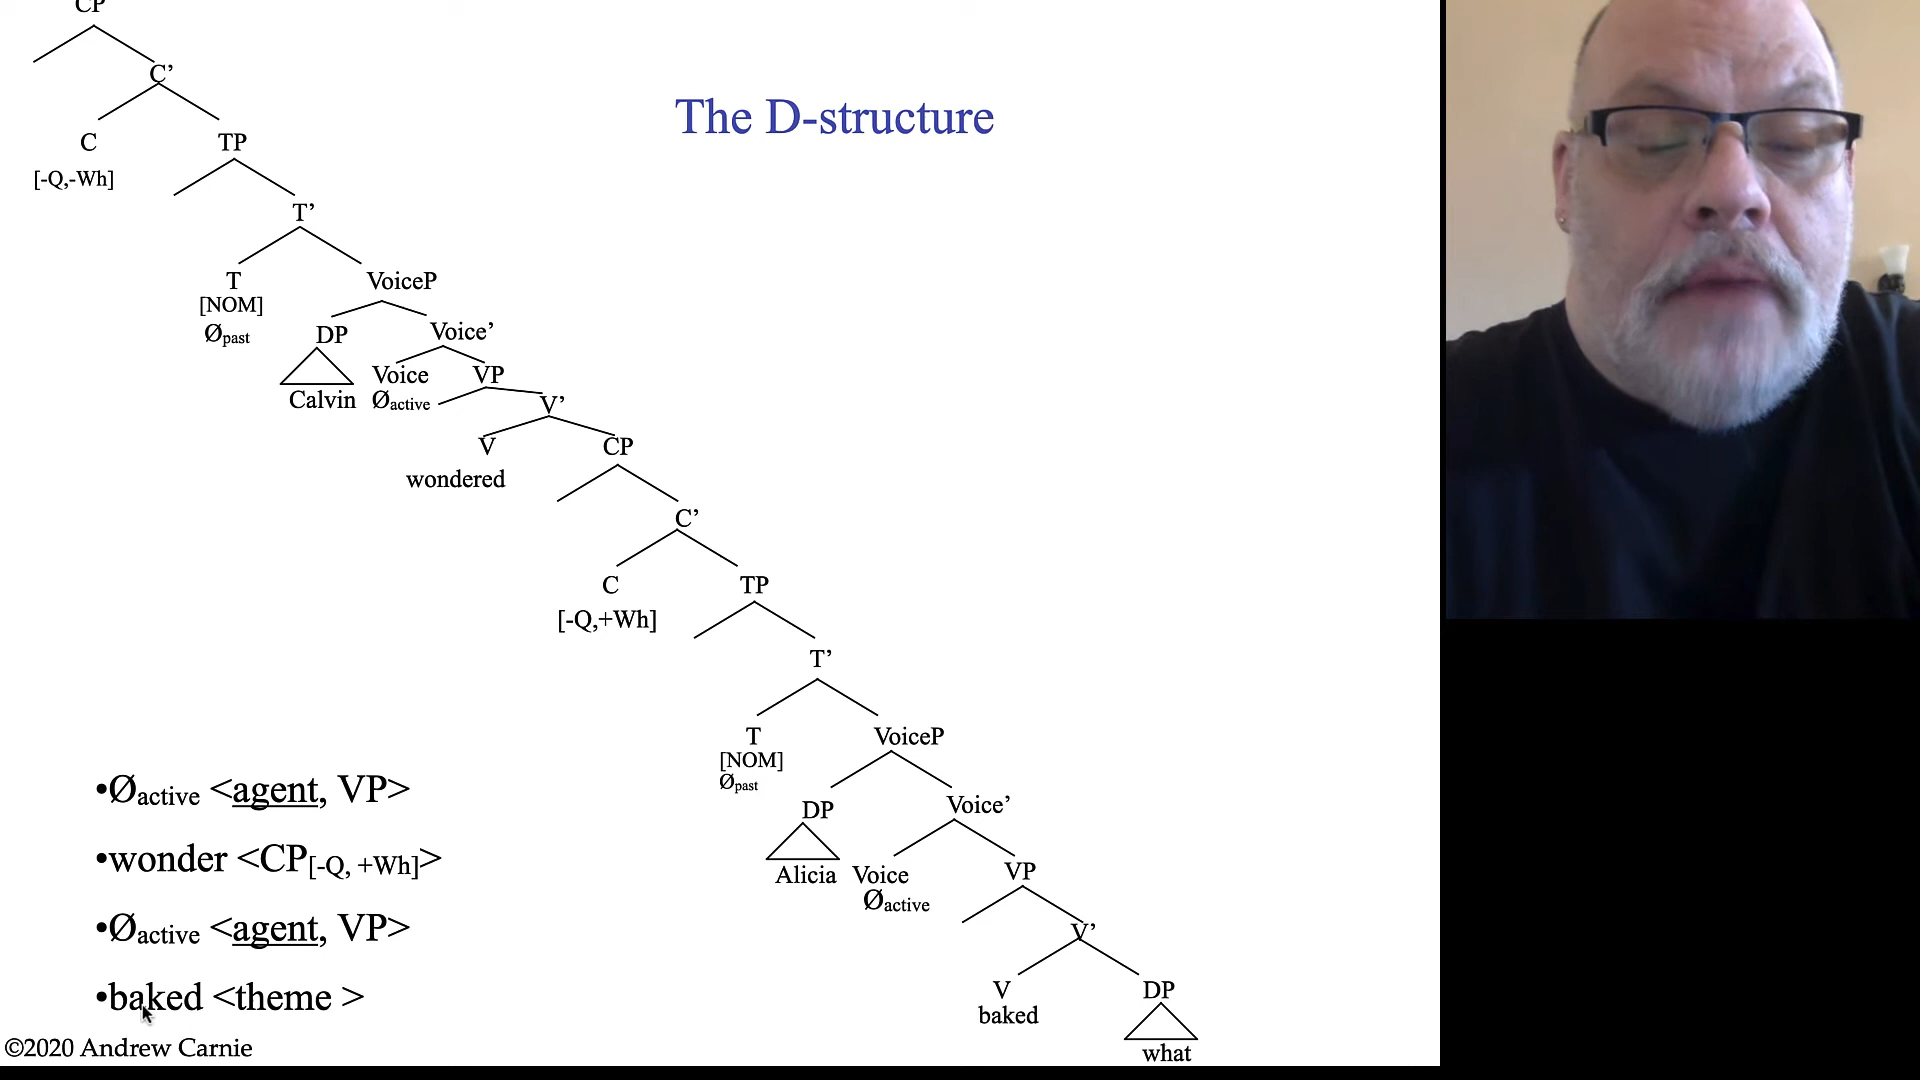 CP
The D-structure
C’
C TP
[-Q,-Wh]
T’
T VoiceP
[NOM]
Øpast DP Voice’
Voice VP
Calvin Øactive V’
V CP
wondered
C’
C TP
[-Q,+Wh]
T’
T VoiceP
[NOM]
Øpast
•Øactive <agent, VP>
DP Voice’
•wonder <CP[-Q, +Wh]>
Alicia Voice VP
Øactive
•Øactive <agent, VP>
V’
•baked <theme >
V DP
baked
©2020 Andrew Carnie
what